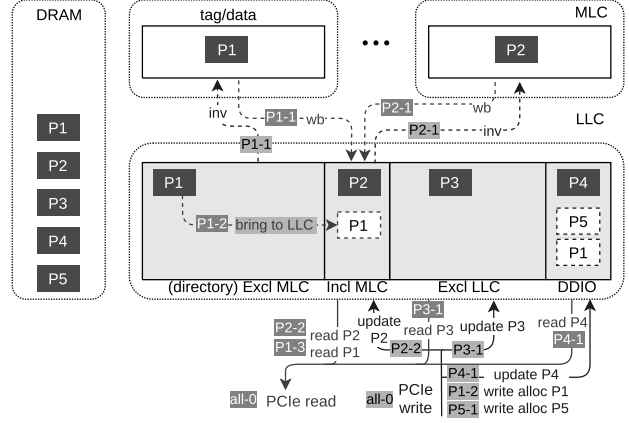 DRAM
tag/data
MLC
P1
P2
inv
P1-1
wb
P2-1
wb
P2-1
inv
P1-1
LLC
P1
P2
P3
P4
P5
P1
P2
P3
P4
P1-2
bring to LLC
P1
P5
P1
(directory) Excl MLC
Incl MLC
Excl LLC
DDIO
P2-2
read P2
P1-3
read P1
update
P2
P2-2
P3-1
read P3
update P3
P3-1
read P4
P4-1
all-0
PCIe read
all-0
PCIe
write
P4-1
update P4
P1-2
write alloc P1
P5-1
write alloc P5